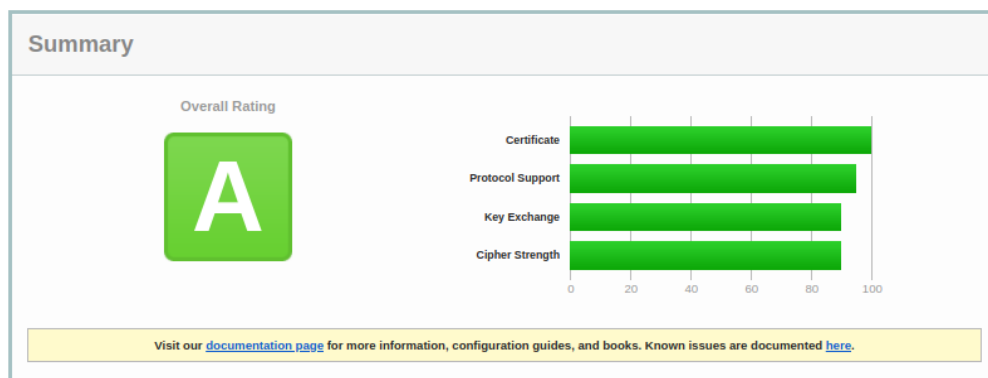 Summary
Overall Rating
A
Certificate
Protocol Support
Key Exchange
Cipher Strength
0 20 40 60 80 100
Visit our documentation page for more information, configuration guides, and books. Known issues are documented here.